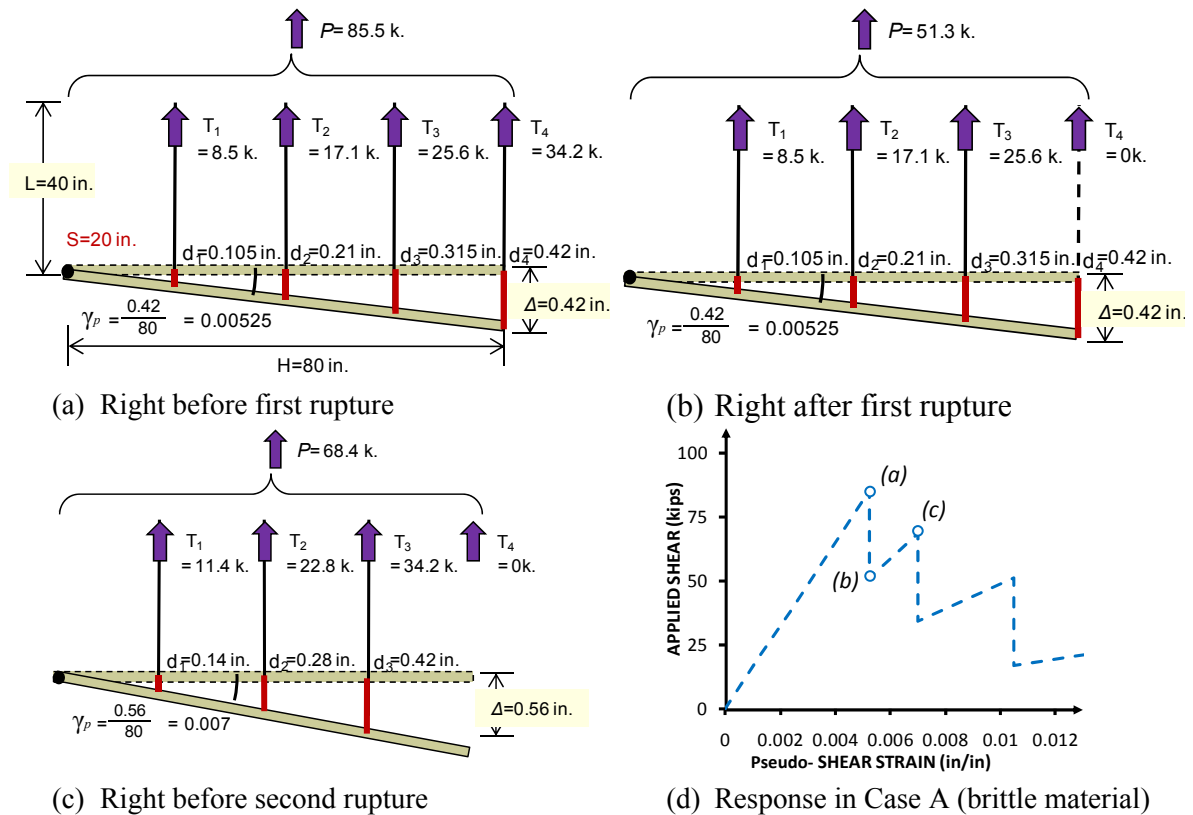 P= 85.5 k.
T1 = 8.5 k.
T2 = 17.1 k.
T3 = 25.6 k.
T4 = 34.2 k.
L=40 in.
S=20 in.
d1=0.105 in.
d2=0.21 in.
d3=0.315 in.
d4=0.42 in.
Δ=0.42 in.
γp = 0.42/80 = 0.00525
H=80 in.
(a) Right before first rupture
P= 51.3 k.
T1 = 8.5 k.
T2 = 17.1 k.
T3 = 25.6 k.
T4 = 0k.
d1=0.105 in.
d2=0.21 in.
d3=0.315 in.
d4=0.42 in.
Δ=0.42 in.
γp = 0.42/80 = 0.00525
(b) Right after first rupture
P= 68.4 k.
T1 = 11.4 k.
T2 = 22.8 k.
T3 = 34.2 k.
T4 = 0k.
d1=0.14 in.
d2=0.28 in.
d3=0.42 in.
Δ=0.56 in.
γp = 0.56/80 = 0.007
(c) Right before second rupture
APPLIED SHEAR (kips)
100
75
50
25
0
(a)
(b)
(c)
0 0.002 0.004 0.006 0.008 0.01 0.012
Pseudo- SHEAR STRAIN (in/in)
(d) Response in Case A (brittle material)